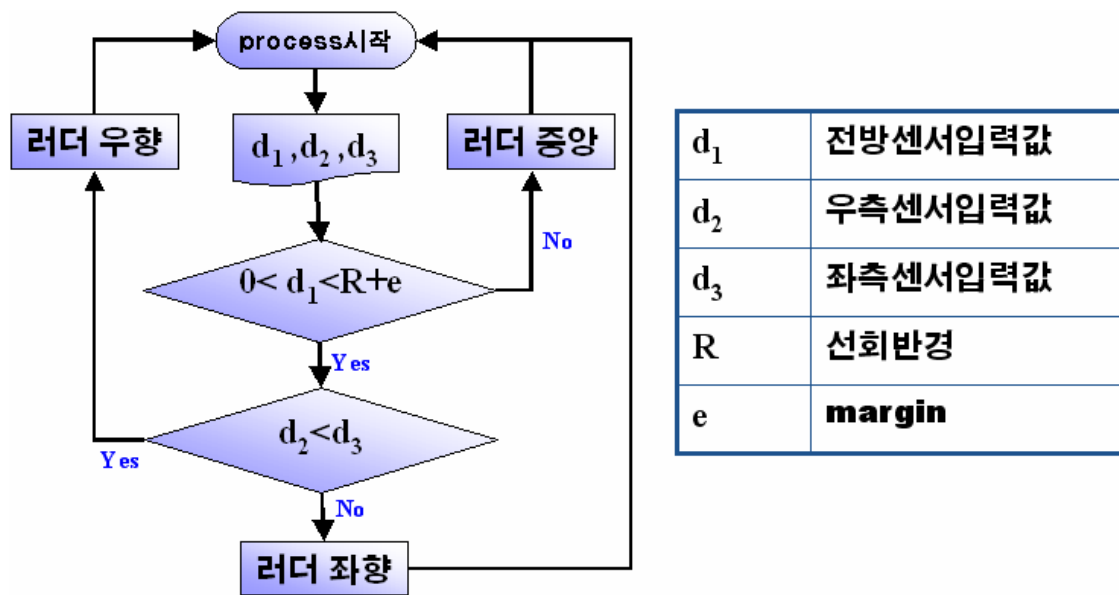 process시작
러더 우향
d₁,d₂,d₃
러더 중앙
No
0< d₁<R+e
Yes
d₂<d₃
Yes
No
러더 좌향
d₁ 전방센서입력값
d₂ 우측센서입력값
d₃ 좌측센서입력값
R 선회반경
e margin